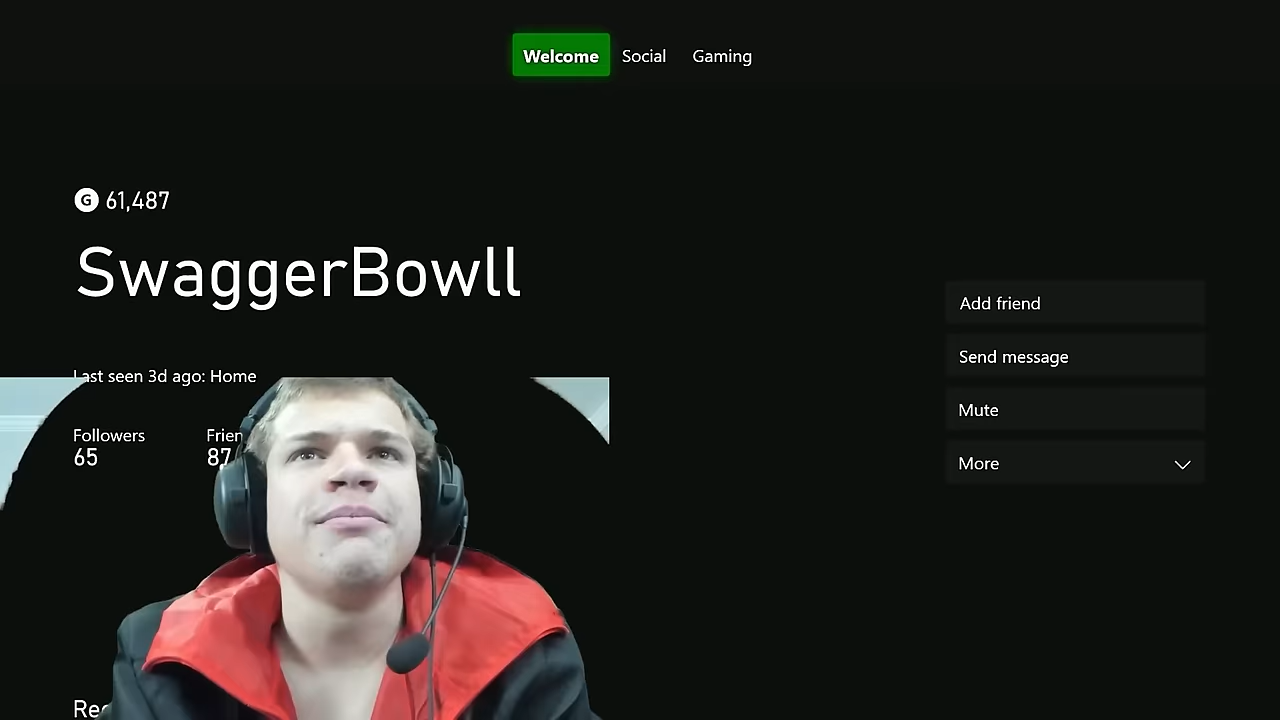 Welcome Social Gaming
G 61,487
SwaggerBowll
Add friend
Last seen 3d ago: Home
Send message
Mute
Followers
65
87
More